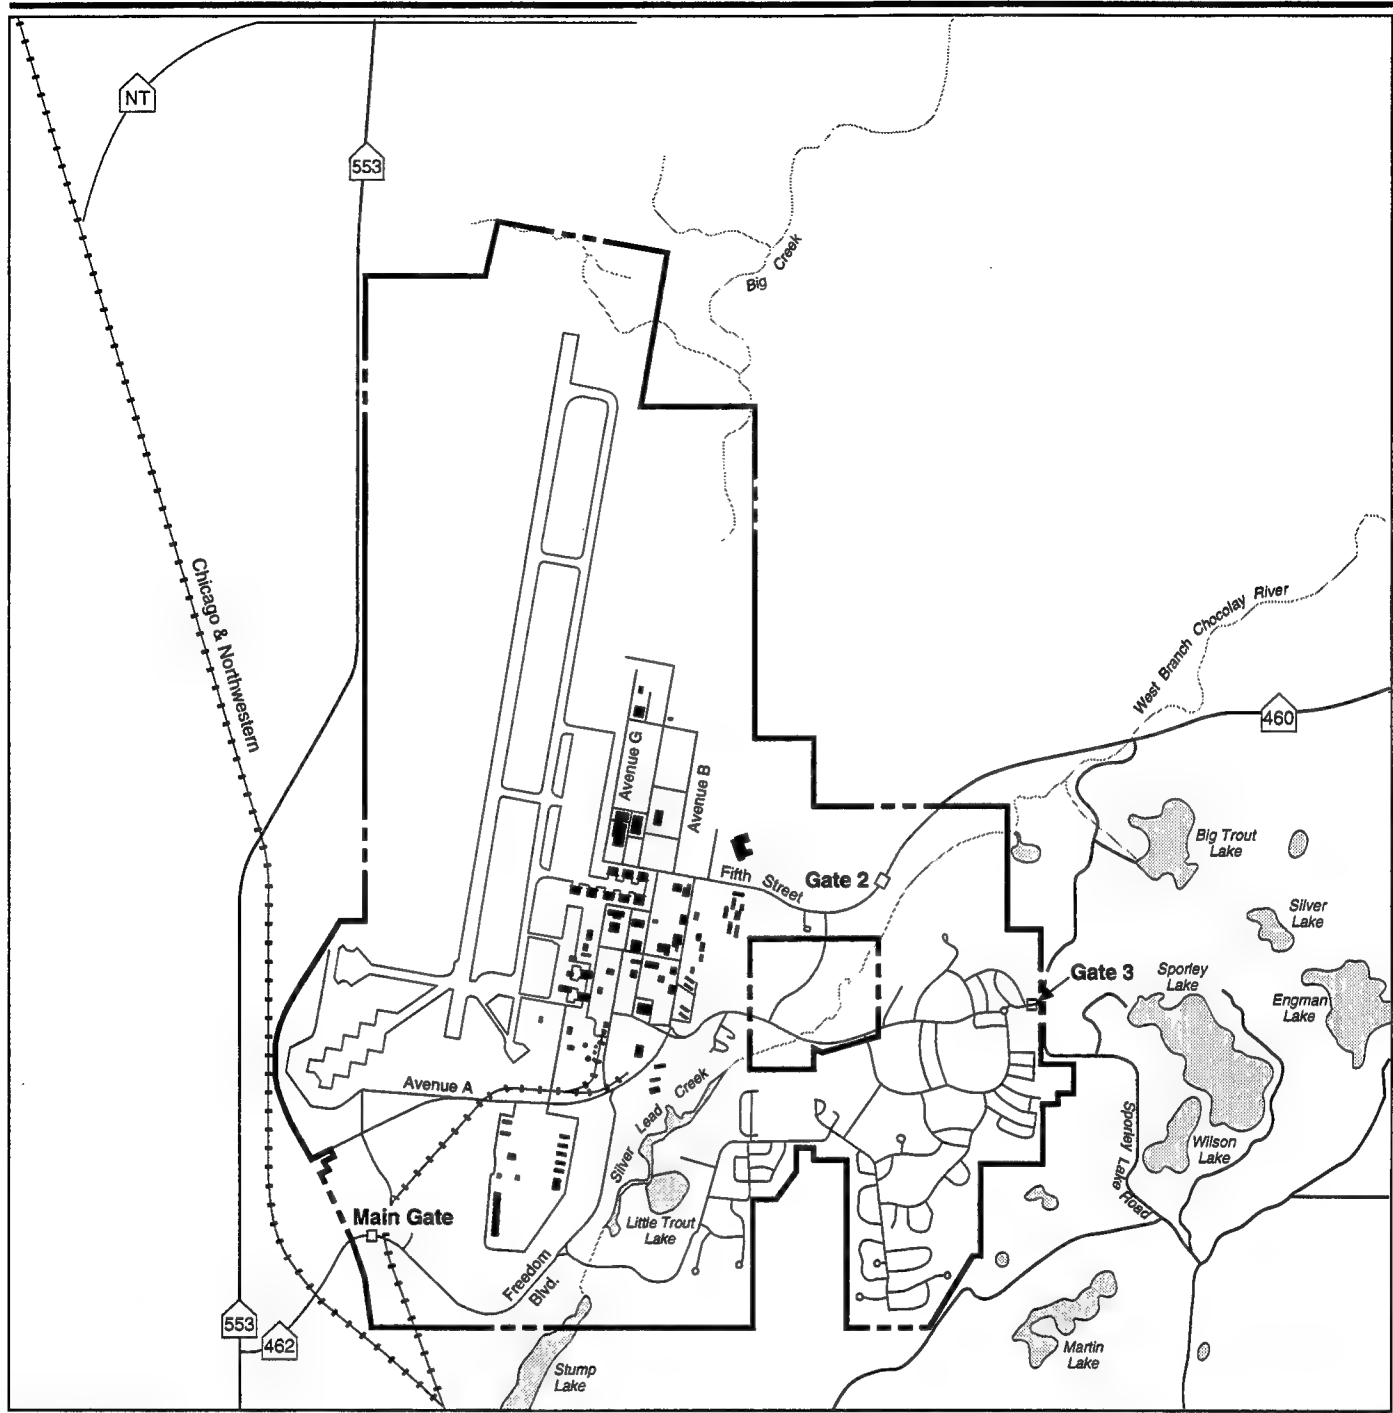 NT
553
Big Creek
Chicago & Northwestern
West Branch Chocolay River
460
Avenue G
Avenue B
Big Trout
Lake
Fifth Street
Gate 2
Silver
Lake
Gate 3
Sporley
Lake
Engman
Lake
Avenue A
Silver Lead Creek
Sporley Lake Road
Wilson
Lake
Main Gate
Little Trout
Lake
Freedom
Blvd.
553
462
Martin
Lake
Stump
Lake